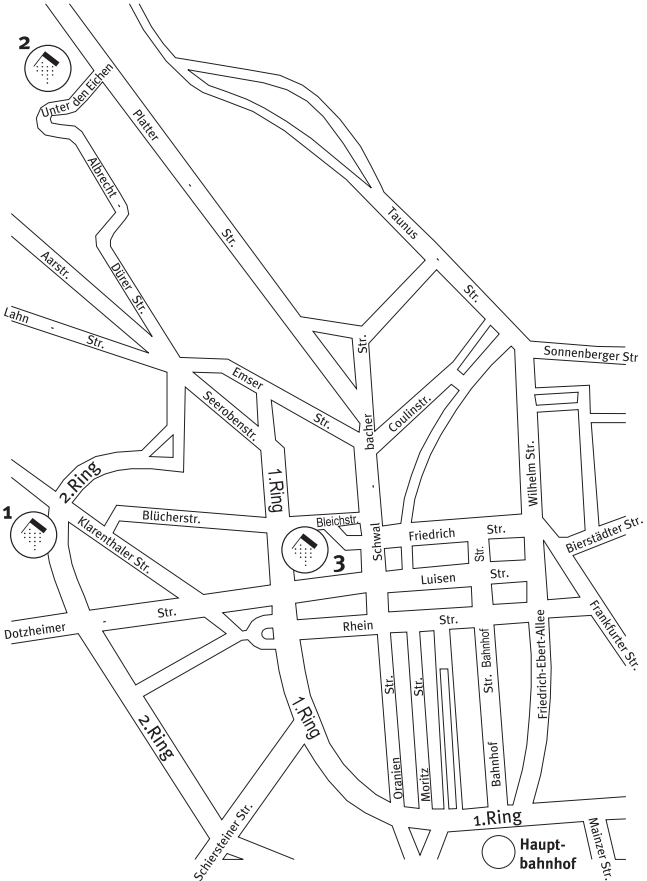 2
Unter den Eichen
Platter
-
Str.
Albrecht -
Dürer Str.
Taunus
-
Str.
Aarstr.
Lahn - Str.
Sonnenberger Str
Str.
Emser
Str.
Seerobenstr.
Coulinstr.
bacher
-
Schwal
Wilhelm Str.
2.Ring
1.Ring
1
Klarenthaler Str.
Blücherstr.
Bleichstr.
3
Friedrich Str.
Str.
Bierstädter Str.
Luisen Str.
Dotzheimer - Str.
Rhein Str.
Frankfurter Str.
Friedrich-Ebert-Allee
Bahnhof
Str.
Str.
Str.
Oranien
Moritz
Bahnhof
2.Ring
1.Ring
Schiersteiner Str.
1.Ring
Mainzer Str.
Haupt-
bahnhof